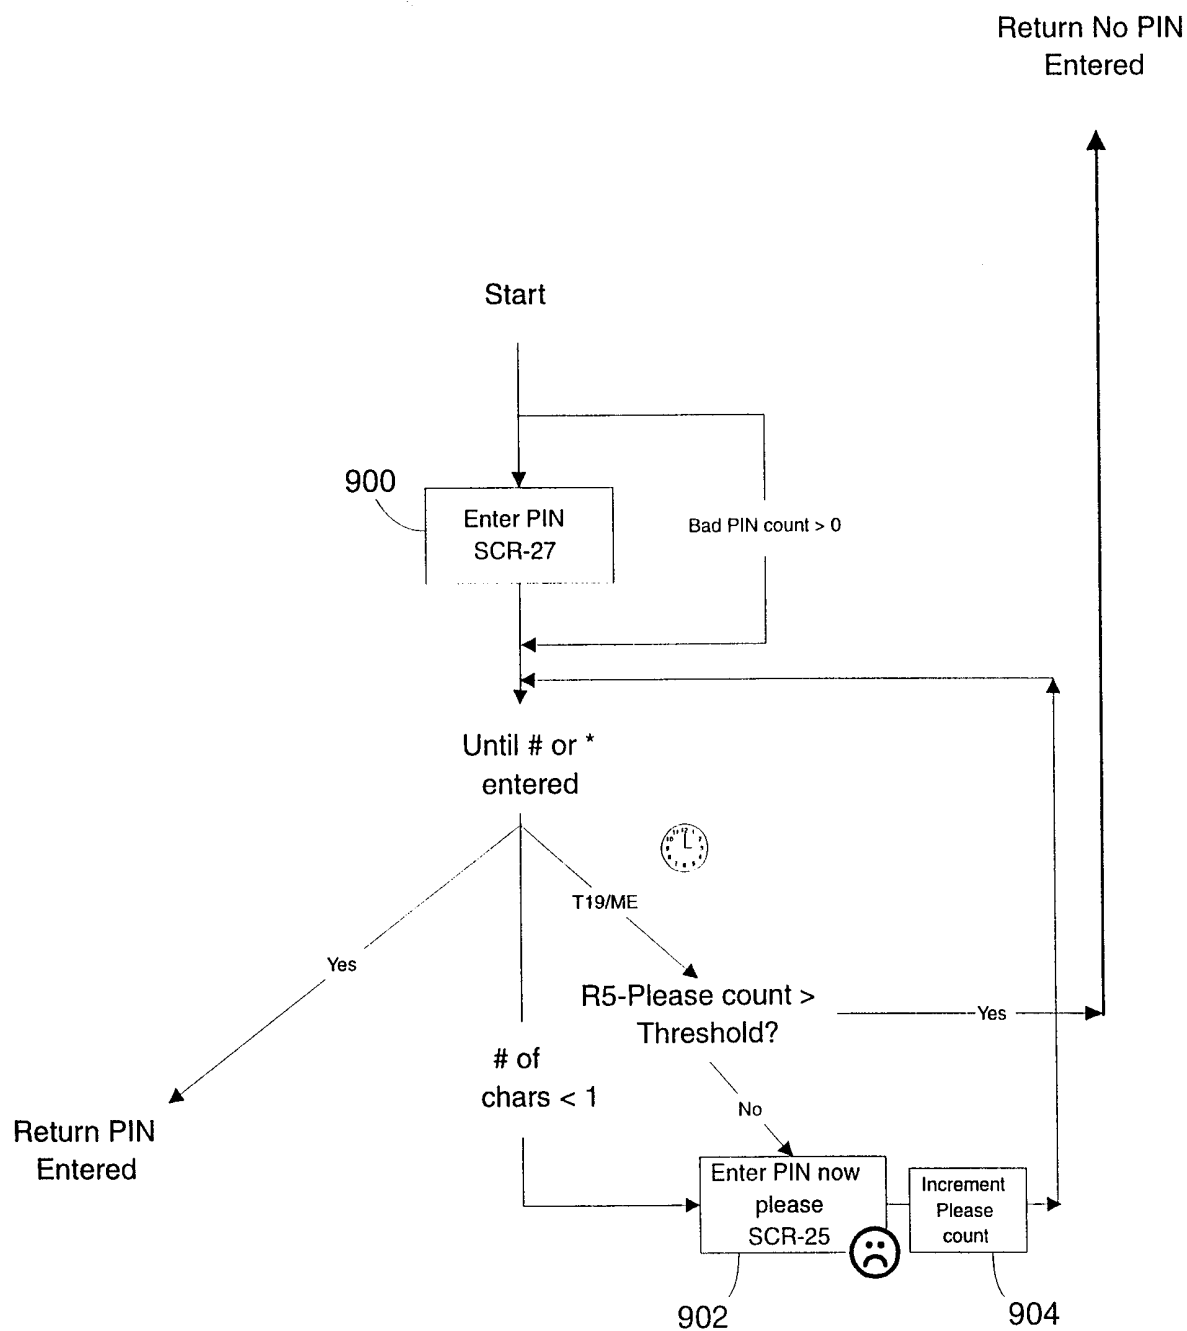 Return No PIN
Entered
Start
900
Enter PIN
SCR-27
Bad PIN count > 0
Until # or *
entered
T19/ME
Yes
R5-Please count >
Threshold?
Yes
# of
chars < 1
No
Return PIN
Entered
Enter PIN now
please
SCR-25
Increment
Please
count
902
904